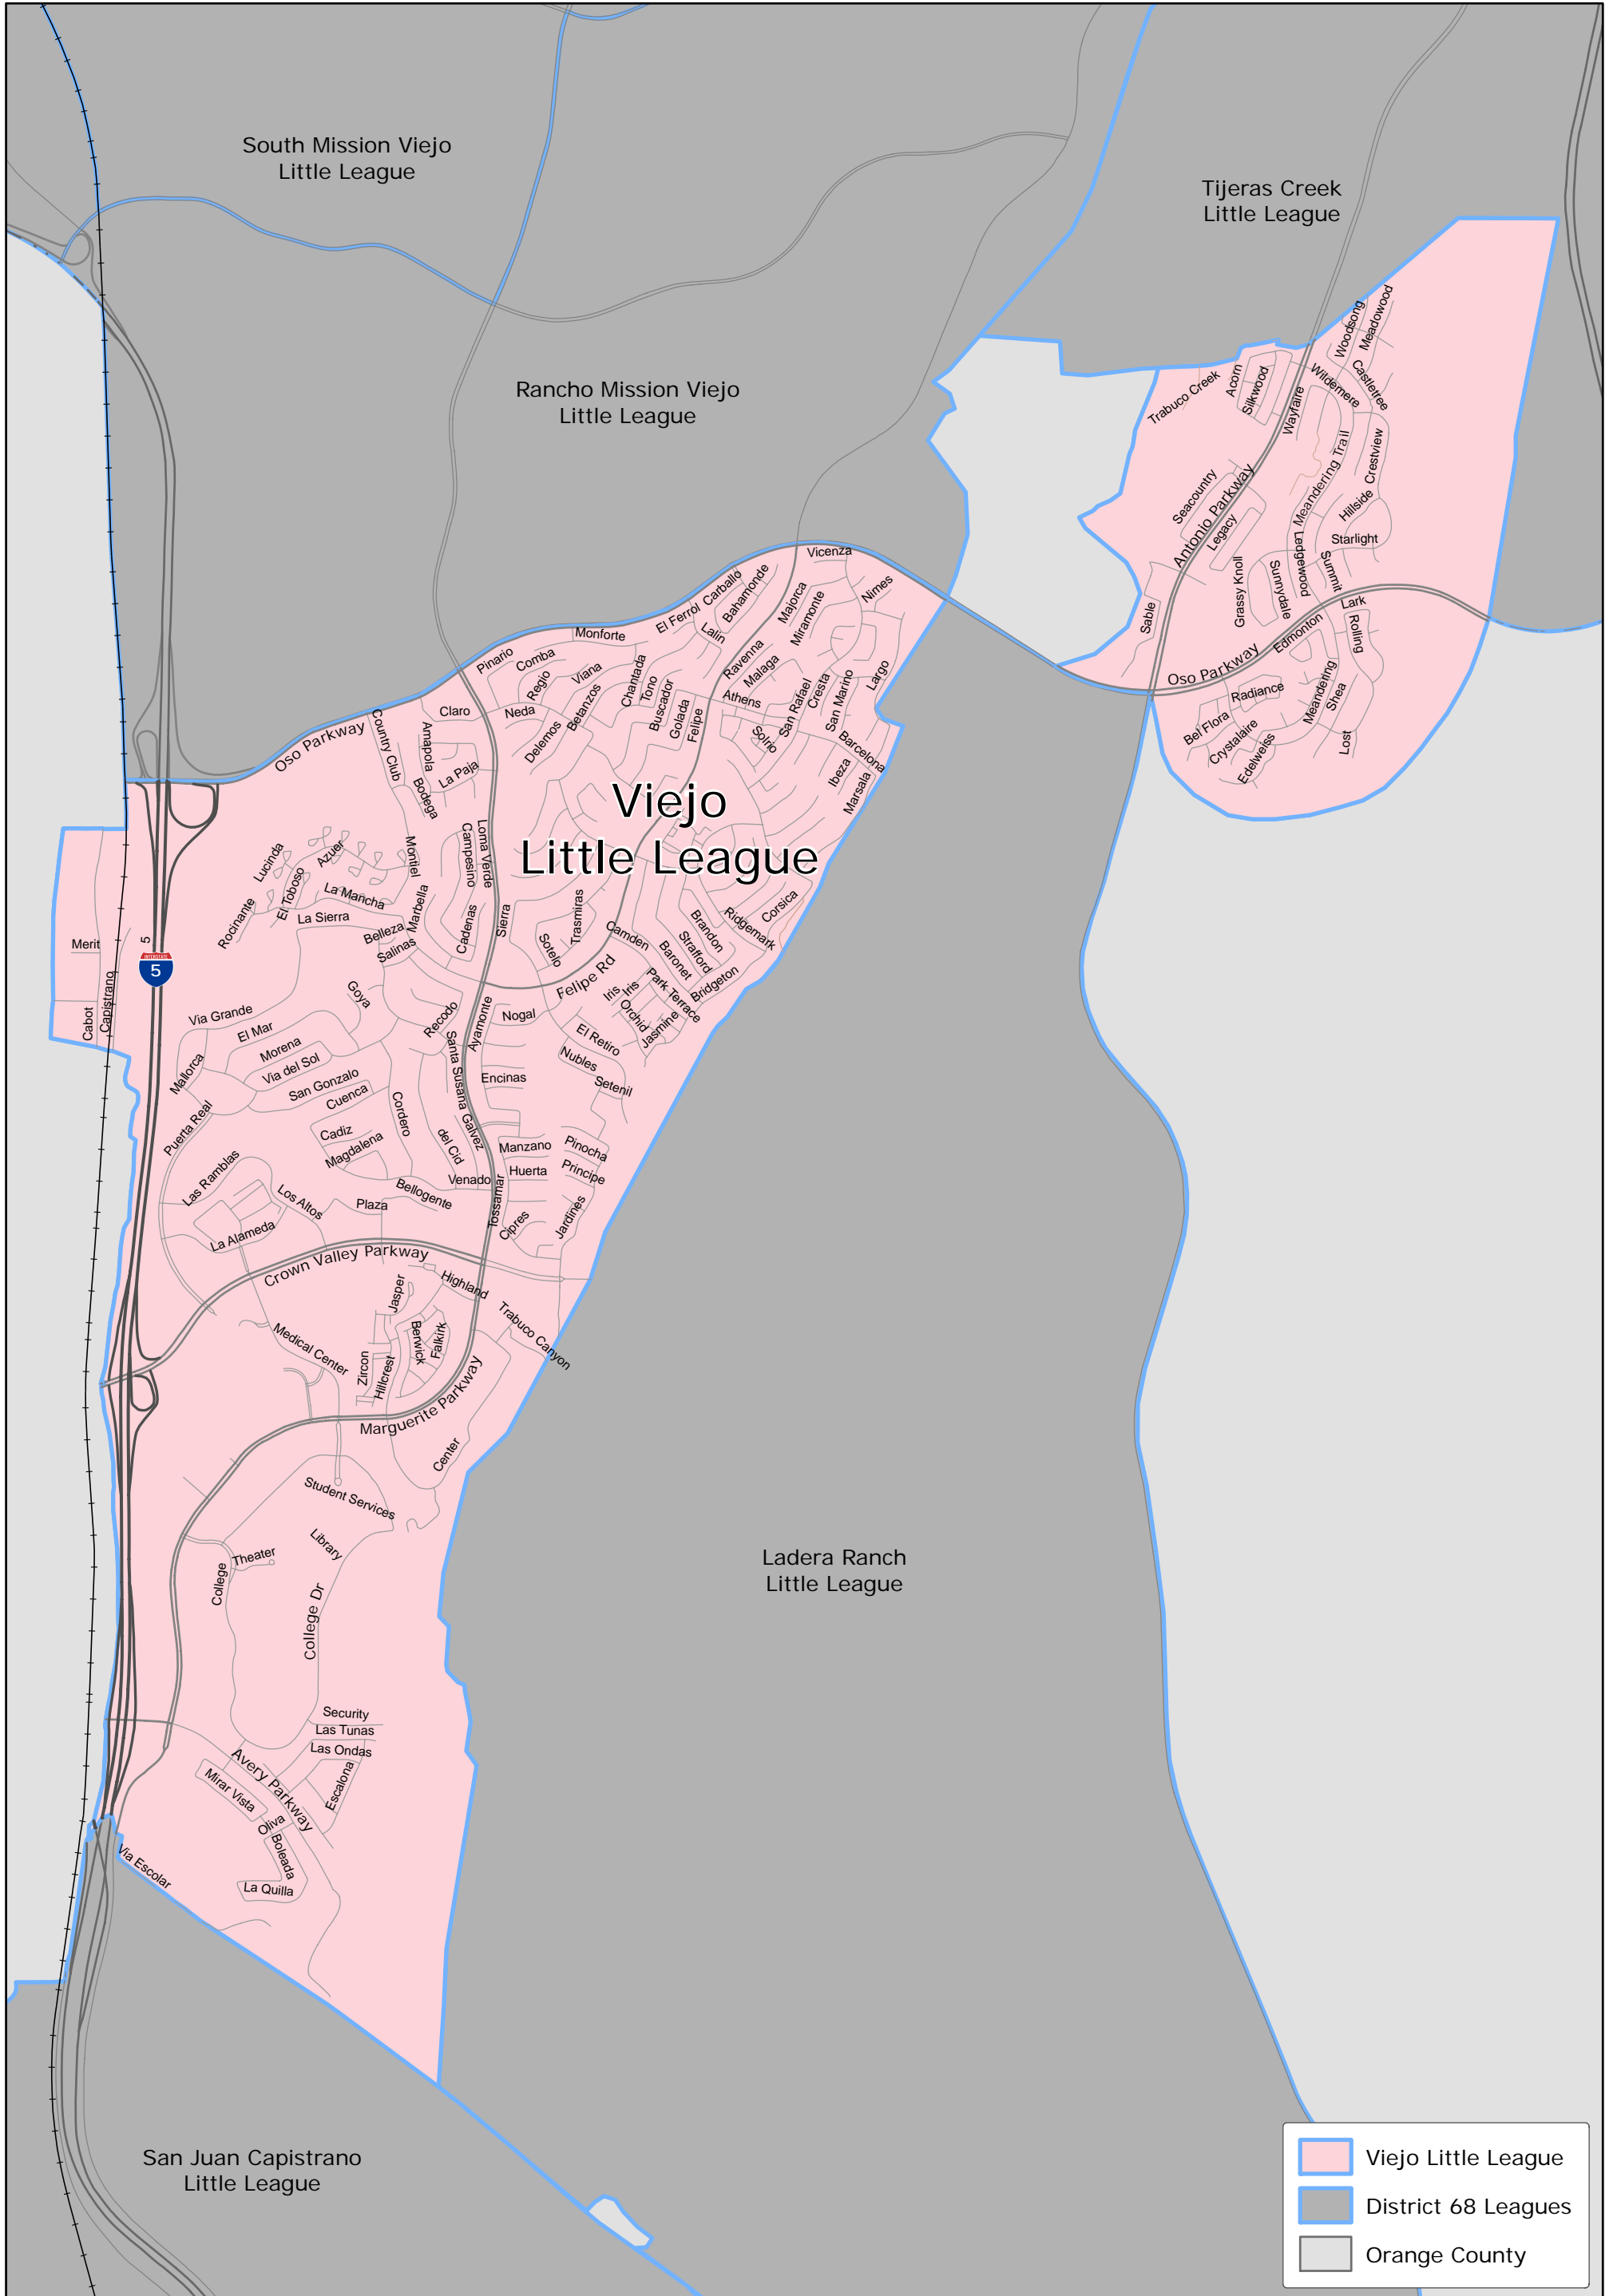 South Mission Viejo
Little League
Tijeras Creek
Little League
Rancho Mission Viejo
Little League
Woodsong
Meadowood
Trabuco Creek
Acorn
Silkwood
Wildemere
Castletree
Wayfaire
Crestview
Meandering Trail
Seacountry
Antonio Parkway
Legacy
Hillside
Starlight
Ledgewood
Summit
Grassy Knoll
Sunnydale
Sable
Lark
Edmonton
Rolling
Oso Parkway
Radiance
Meandering
Shea
Bel Flora
Crystalaire
Edelweiss
Lost
Vicenza
Nimes
Carballo
Bahamonde
El Ferrol
Majorca
Miramonte
Lalin
Monforte
Pinario
Comba
Regio
Viana
Chantada
Tono
Buscador
Golada
Felipe
Ravenna
Malaga
Athens
San Rafael
Cresta
San Marino
Largo
Solrio
Barcelona
Ibeza
Marsala
Claro
Neda
Delemos
Betanzos
Oso Parkway
Country Club
Amapola
La Paja
Bodega
Viejo
Little League
Loma Verde
Campesino
Montiel
Lucinda
Azuer
El Toboso
La Mancha
Rocinante
La Sierra
Marbella
Belleza
Salinas
Cadenas
Sierra
Sotelo
Trasmiras
Camden
Brandon
Strafford
Baronet
Ridgemark
Corsica
Bridgeton
Park Terrace
Felipe Rd
Iris
Iris
Orchid
Jasmine
Merit
5
INTERSTATE
5
Cabot
Capistrano
Goya
Via Grande
El Mar
Morena
Via del Sol
San Gonzalo
Cuenca
Mallorca
Puerta Real
Recodo
Ayamonte
Nogal
El Retiro
Nubles
Setenil
Santa Susana
Encinas
Cordero
Galvez
del Cid
Cadiz
Magdalena
Manzano
Huerta
Pinocha
Principe
Venado
Tossamar
Cipres
Jardines
Las Ramblas
Los Altos
Plaza
Bellogente
La Alameda
Crown Valley Parkway
Highland
Jasper
Trabuco Canyon
Medical Center
Berwick
Falkirk
Zircon
Hillcrest
Marguerite Parkway
Center
Student Services
Library
Theater
College
College Dr
Ladera Ranch
Little League
Security
Las Tunas
Las Ondas
Escalona
Avery Parkway
Mirar Vista
Oliva
Boleada
La Quilla
Via Escolar
San Juan Capistrano
Little League
Viejo Little League
District 68 Leagues
Orange County